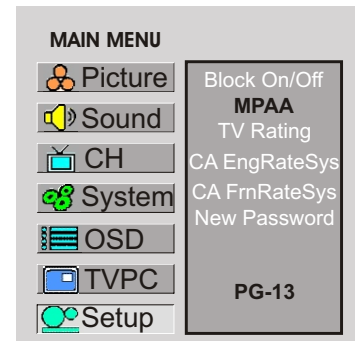 MAIN MENU
Picture
Sound
CH
System
OSD
TVPC
Setup
Block On/Off
MPAA
TV Rating
CA EngRateSys
CA FrnRateSys
New Password
PG-13